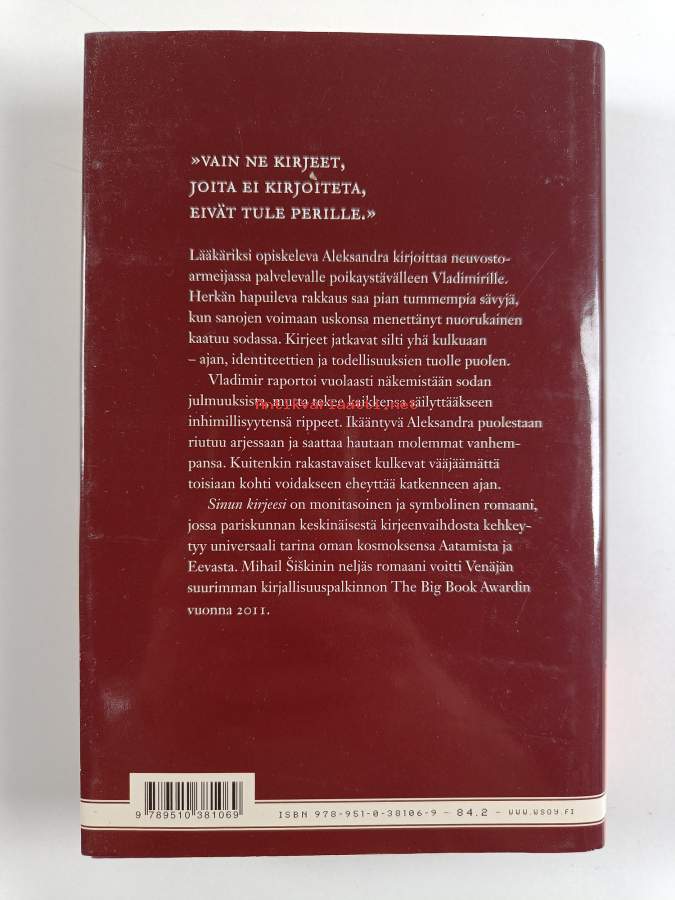 »VAIN NE KIRJEET,
JOITA EI KIRJOITETA,
EIVÄT TULE PERILLE.»
Lääkäriksi opiskeleva Aleksandra kirjoittaa neuvosto-
armeijassa palvelevalle poikaystävälleen Vladimirille.
Herkän hapuileva rakkaus saa pian tummempia sävyjä,
kun sanojen voimaan uskonsa menettänyt nuorukainen
kaatuu sodassa. Kirjeet jatkavat silti yhä kulkuaan
– ajan, identiteettien ja todellisuuksien tuolle puolen.
Vladimir raportoi vuolaasti näkemistään sodan
julmuuksista, mutta tekee kaikkensa säilyttääkseen
Antikvariaatti.net
inhimillisyytensä rippeet. Ikääntyvä Aleksandra puolestaan
riutuu arjessaan ja saattaa hautaan molemmat vanhem-
pansa. Kuitenkin rakastavaiset kulkevat vääjäämättä
toisiaan kohti voidakseen eheyttää katkenneen ajan.
Sinun kirjeesi on monitasoinen ja symbolinen romaani,
jossa pariskunnan keskinäisestä kirjeenvaihdosta kehkey-
tyy universaali tarina oman kosmoksensa Aatamista ja
Eevasta. Mihail Šiškinin neljäs romaani voitti Venäjän
suurimman kirjallisuuspalkinnon The Big Book Awardin
vuonna 2011.
9 789510 381069
ISBN 978-951-0-38106-9 – 84.2 – WWW.WSOY.FI